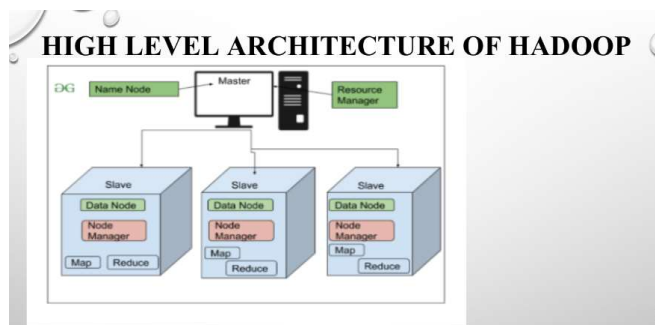 HIGH LEVEL ARCHITECTURE OF HADOOP
GG
Name Node
Master
Resource
Manager
Slave
Data Node
Node
Manager
Map
Reduce
Slave
Data Node
Node
Manager
Map
Reduce
Slave
Data Node
Node
Manager
Map
Reduce